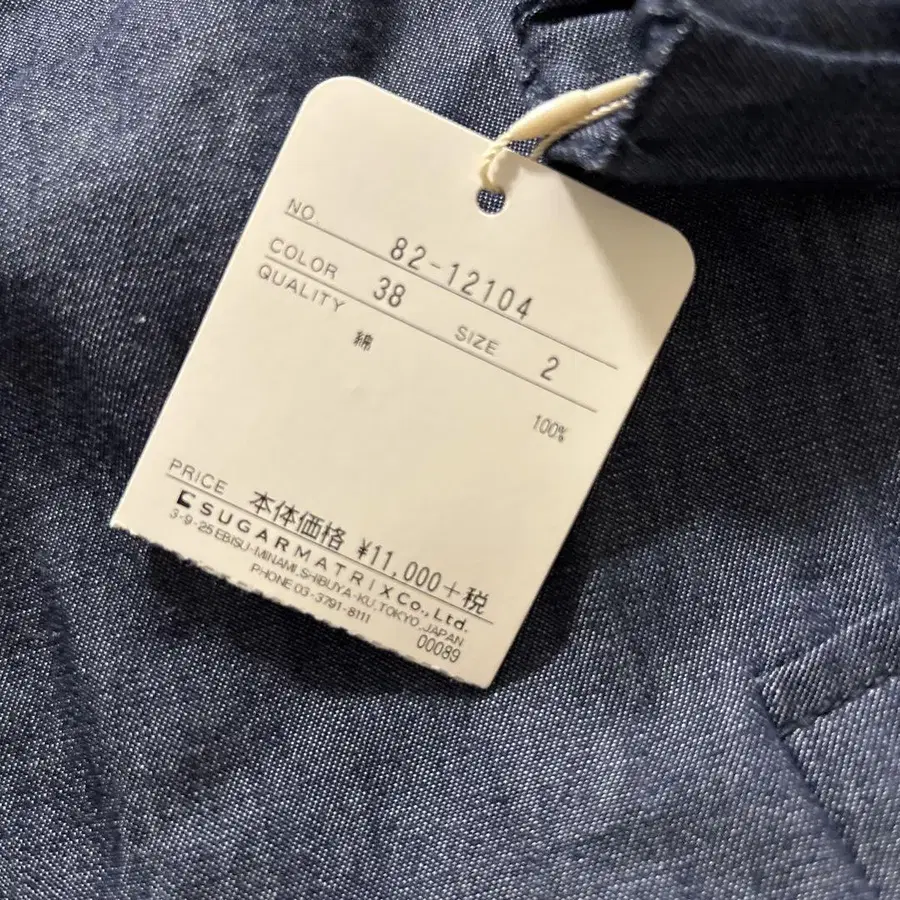 NO. 82-12104
COLOR 38 SIZE 2
QUALITY
綿 100%
PRICE 本体価格 ¥11,000+税
SUGARMATRIX Co., Ltd.
3-9-25 EBISU-MINAMI, SHIBUYA-KU, TOKYO, JAPAN
PHONE 03-3791-8111
00089